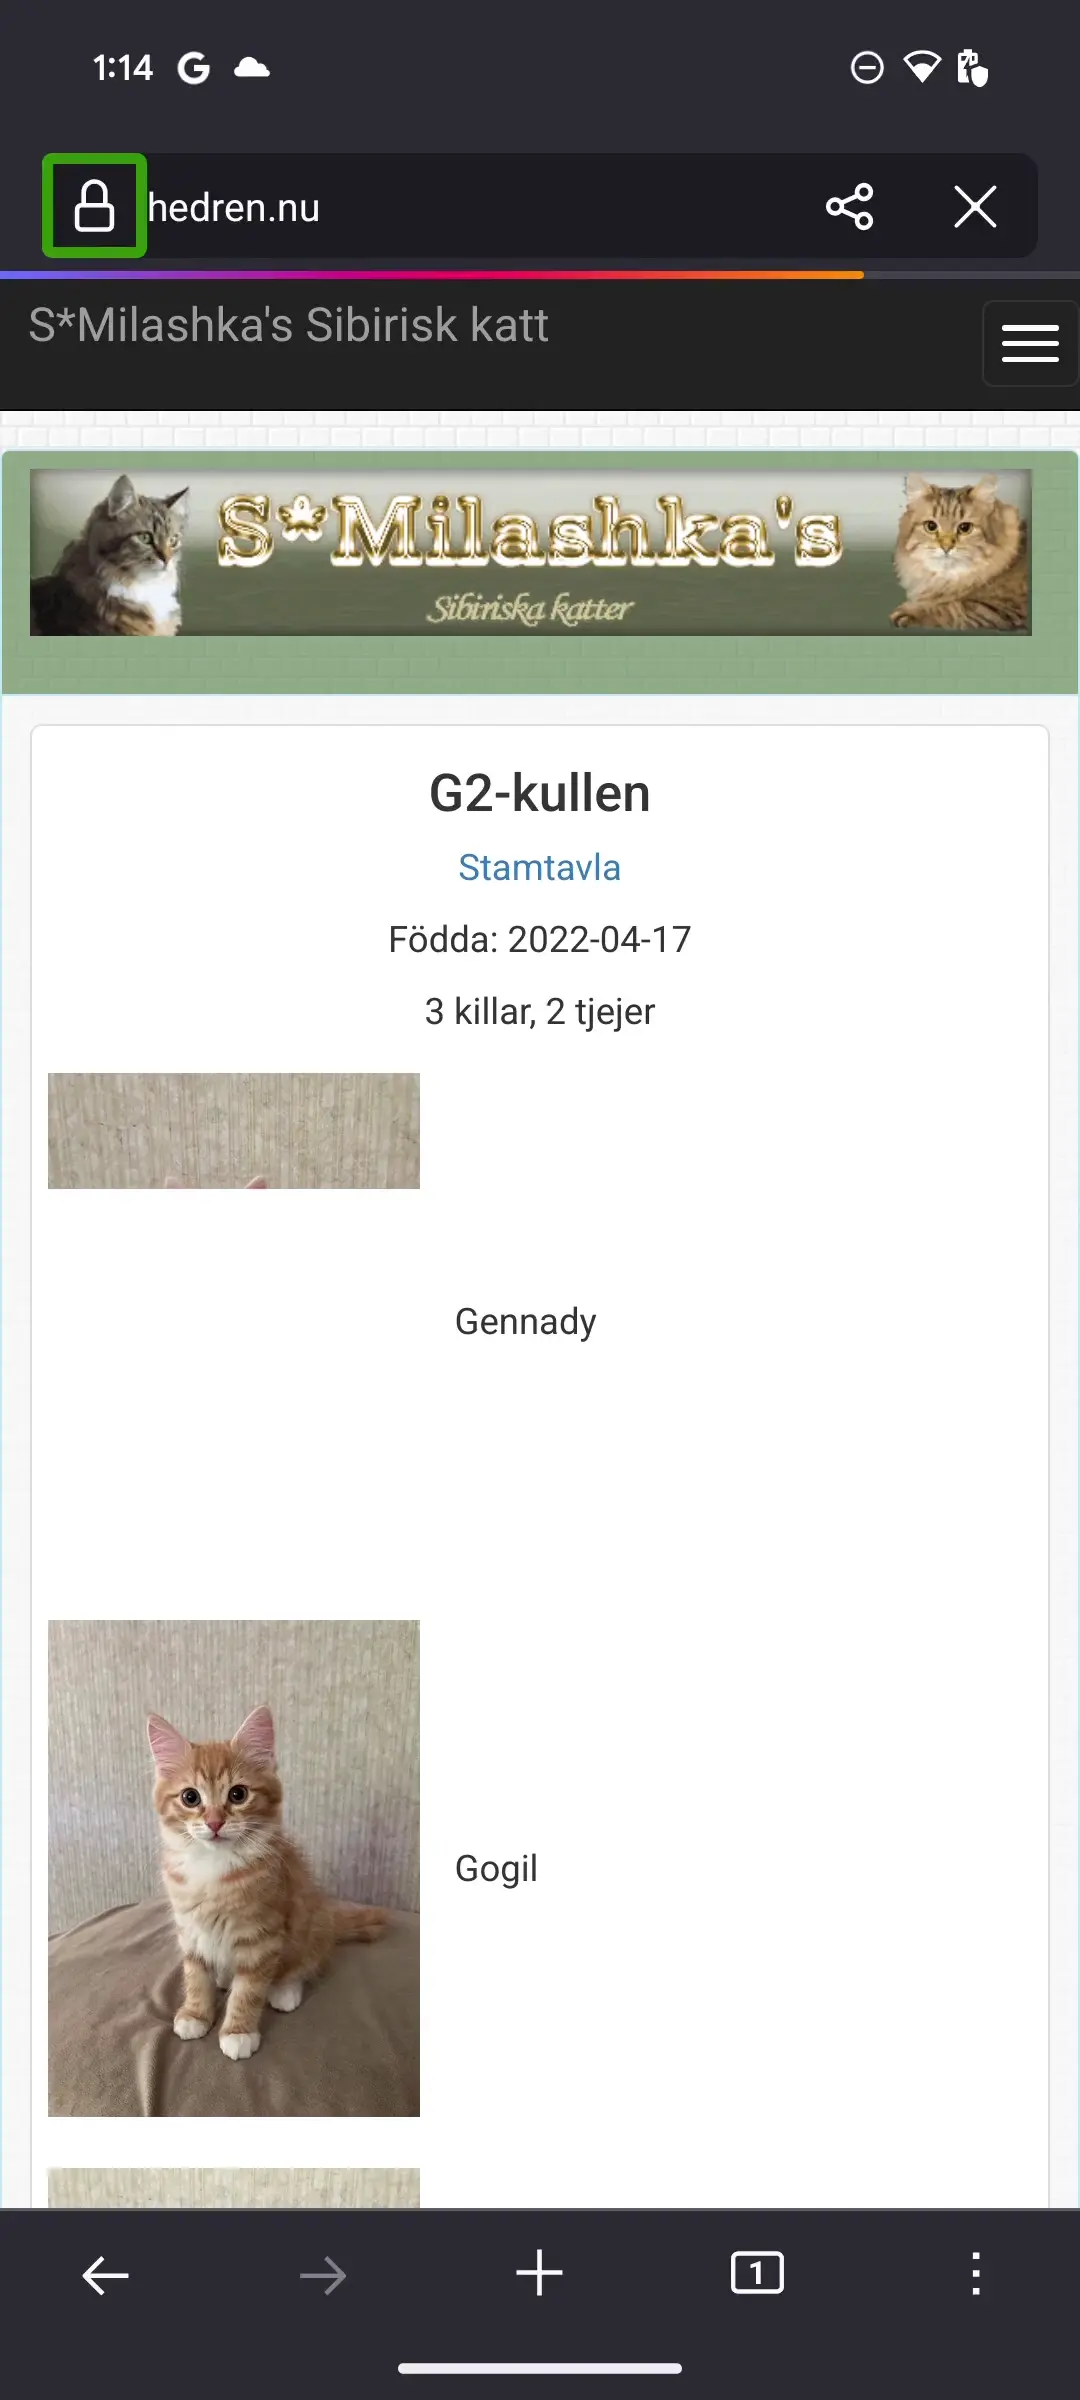 1:14
hedren.nu
S*Milashka's Sibirisk katt
S*Milashka's
Sibiriska katter
G2-kullen
Stamtavla
Födda: 2022-04-17
3 killar, 2 tjejer
Gennady
Gogil
1